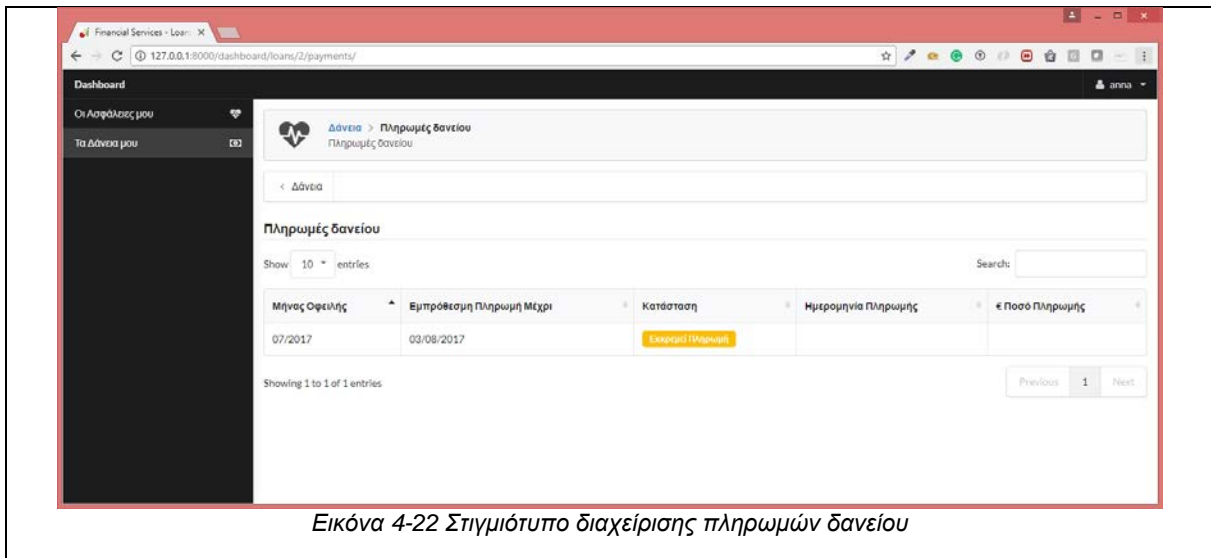 Financial Services - Loan
127.0.0.1:8000/dashboard/loans/2/payments/
Dashboard
anna
Οι Ασφάλειες μου
Τα Δάνεια μου
Δάνεια > Πληρωμές δανείου
Πληρωμές δανείου
< Δάνεια
Πληρωμές δανείου
Show 10 entries
Search:
Μήνας Οφειλής Εμπρόθεσμη Πληρωμή Μέχρι Κατάσταση Ημερομηνία Πληρωμής € Ποσό Πληρωμής
07/2017 03/08/2017 Εκκρεμεί Πληρωμή
Showing 1 to 1 of 1 entries
Previous 1 Next
Εικόνα 4-22 Στιγμιότυπο διαχείρισης πληρωμών δανείου